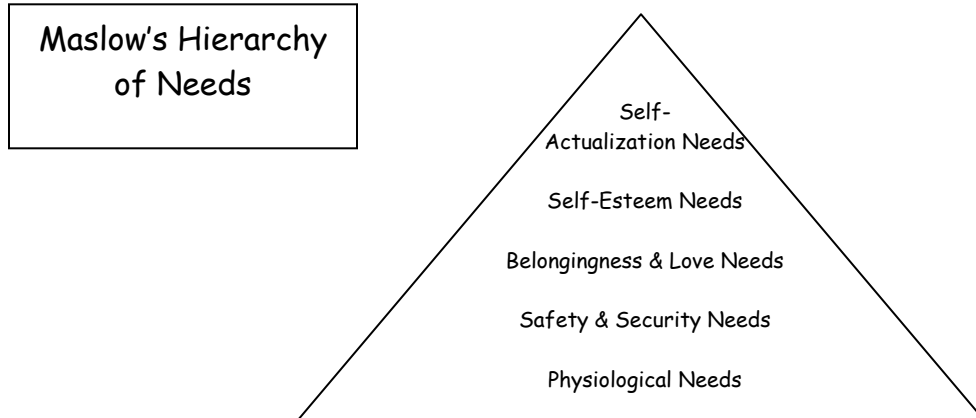 Maslow’s Hierarchy
of Needs
Self-
Actualization Needs
Self-Esteem Needs
Belongingness & Love Needs
Safety & Security Needs
Physiological Needs